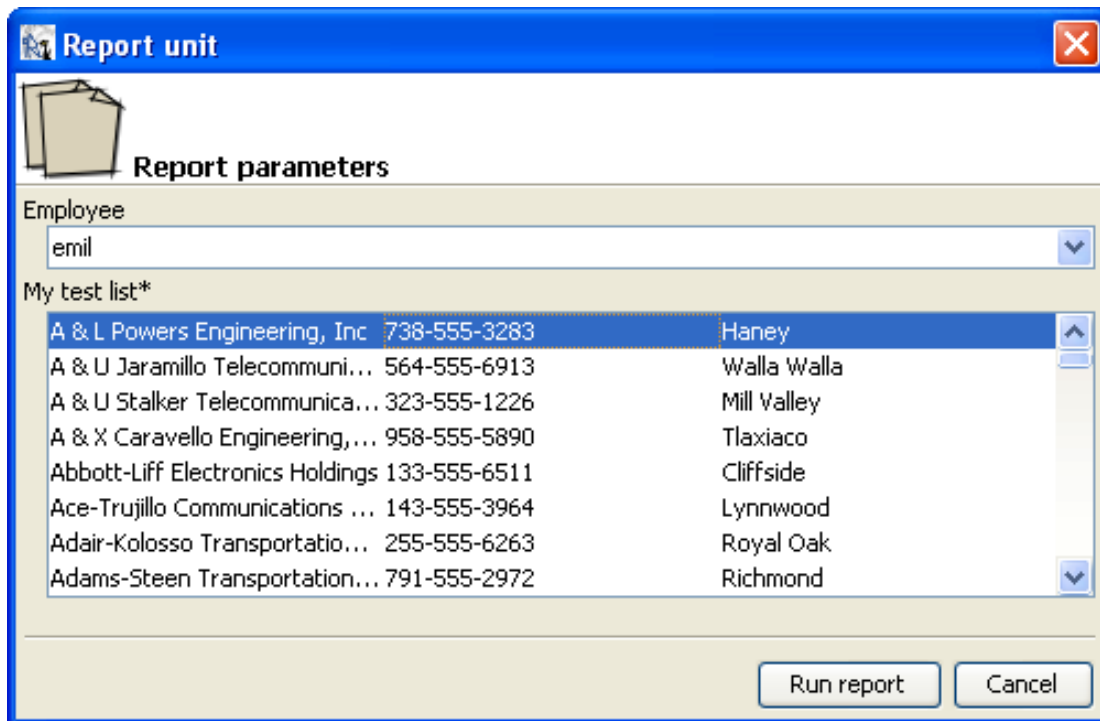 Report unit
Report parameters
Employee
emil
My test list*
A & L Powers Engineering, Inc 738-555-3283 Haney
A & U Jaramillo Telecommuni... 564-555-6913 Walla Walla
A & U Stalker Telecommunica... 323-555-1226 Mill Valley
A & X Caravello Engineering,... 958-555-5890 Tlaxiaco
Abbott-Liff Electronics Holdings 133-555-6511 Cliffside
Ace-Trujillo Communications ... 143-555-3964 Lynnwood
Adair-Kolosso Transportatio... 255-555-6263 Royal Oak
Adams-Steen Transportation... 791-555-2972 Richmond
Run report Cancel